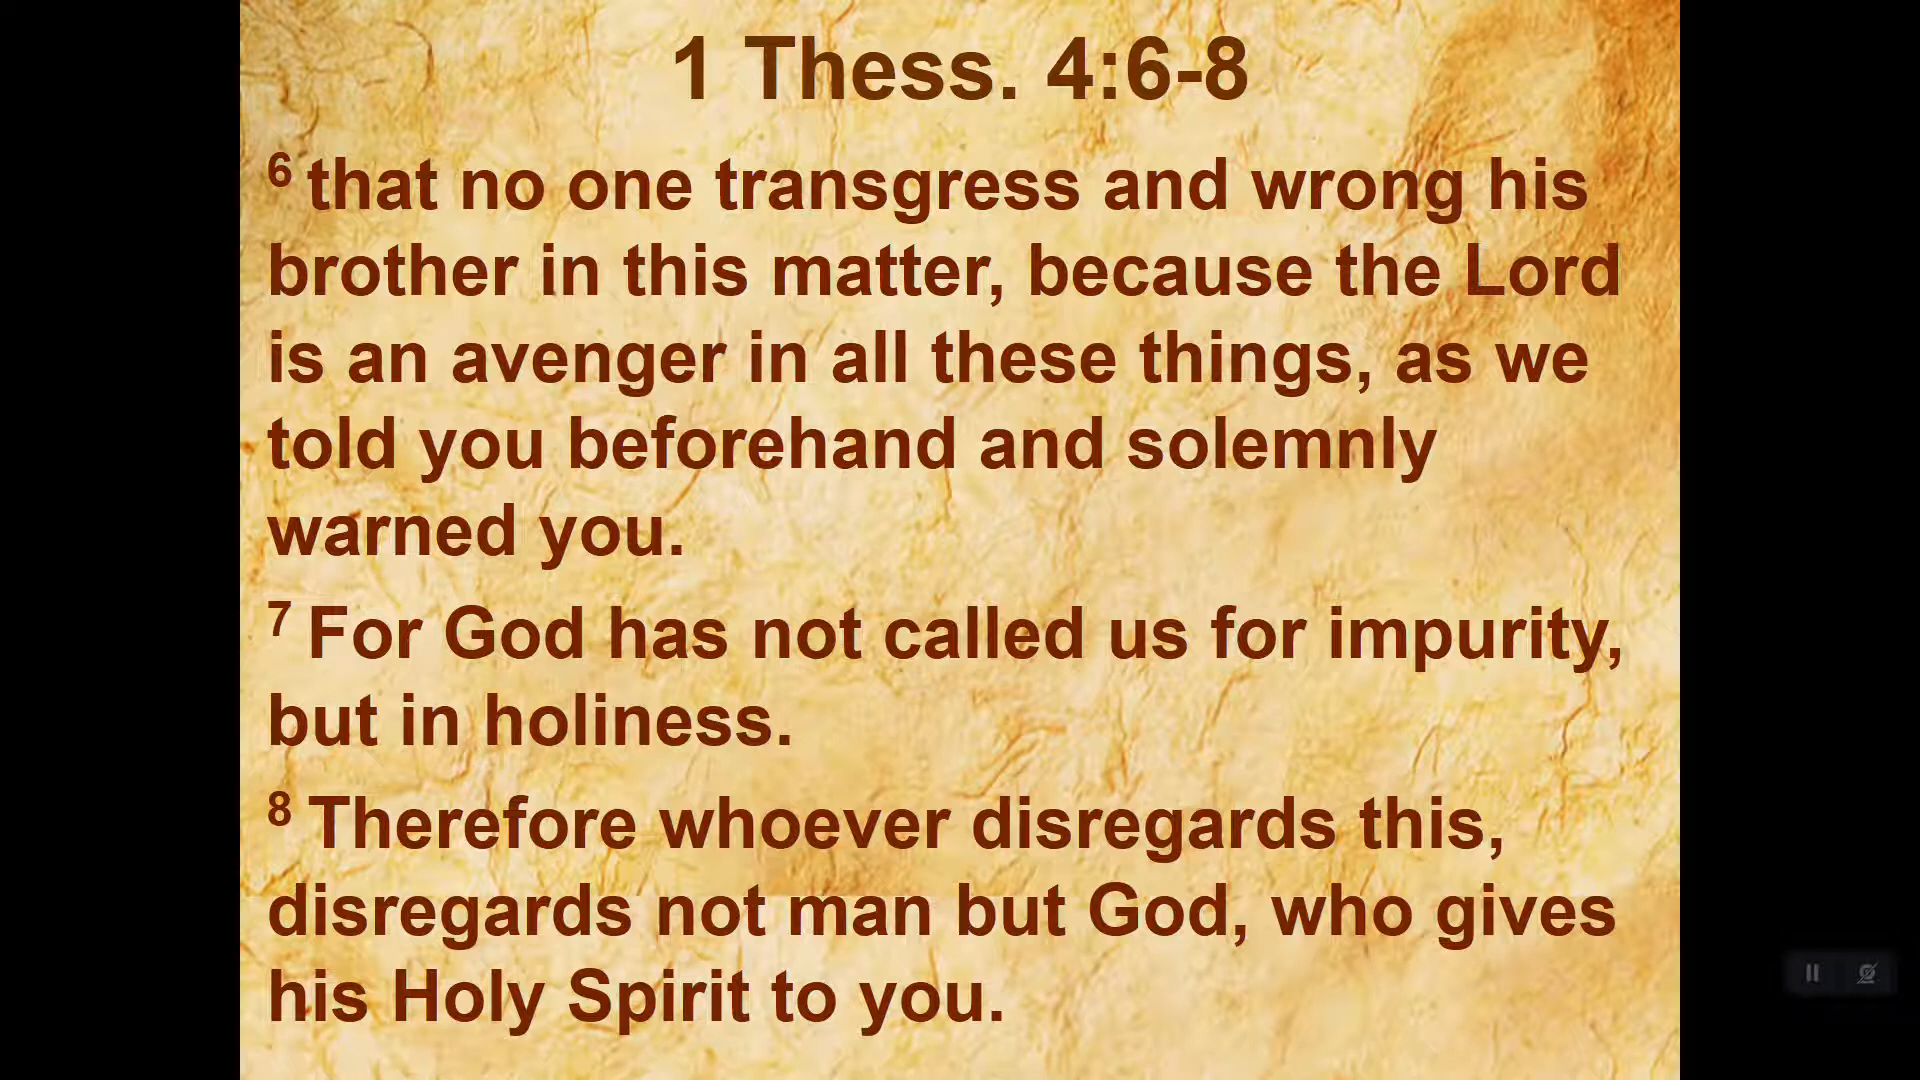 1 Thess. 4:6-8
6 that no one transgress and wrong his
brother in this matter, because the Lord
is an avenger in all these things, as we
told you beforehand and solemnly
warned you.
7 For God has not called us for impurity,
but in holiness.
8 Therefore whoever disregards this,
disregards not man but God, who gives
his Holy Spirit to you.